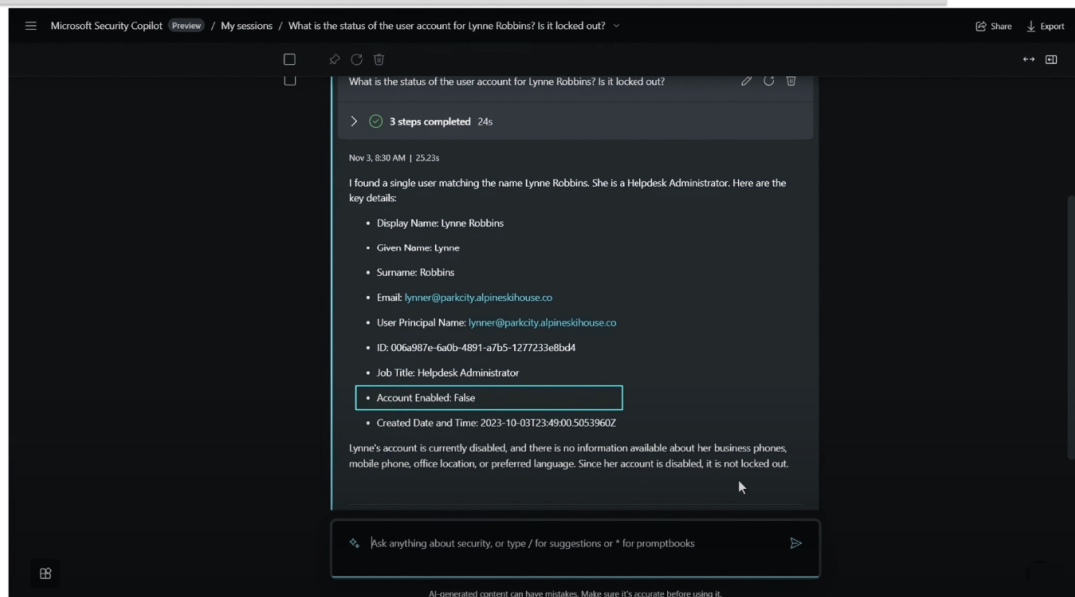 Microsoft Security Copilot Preview / My sessions / What is the status of the user account for Lynne Robbins? Is it locked out?
Share Export
What is the status of the user account for Lynne Robbins? Is it locked out?
3 steps completed 24s
Nov 3, 8:30 AM | 25.23s
I found a single user matching the name Lynne Robbins. She is a Helpdesk Administrator. Here are the
key details:
• Display Name: Lynne Robbins
• Given Name: Lynne
• Surname: Robbins
• Email: lynner@parkcity.alpineskihouse.co
• User Principal Name: lynner@parkcity.alpineskihouse.co
• ID: 006a987e-6a0b-4891-a7b5-1277233e8bd4
• Job Title: Helpdesk Administrator
• Account Enabled: False
• Created Date and Time: 2023-10-03T23:49:00.5053960Z
Lynne's account is currently disabled, and there is no information available about her business phones,
mobile phone, office location, or preferred language. Since her account is disabled, it is not locked out.
Ask anything about security, or type / for suggestions or * for promptbooks
AI-generated content can have mistakes. Make sure it's accurate before using it.